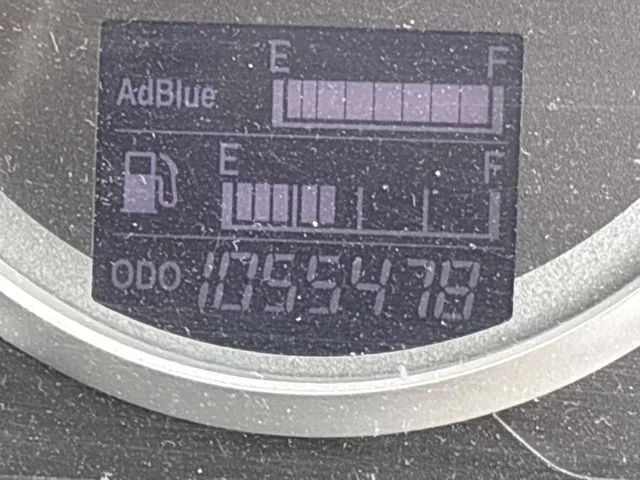 E F
AdBlue
E F
ODO 1055478